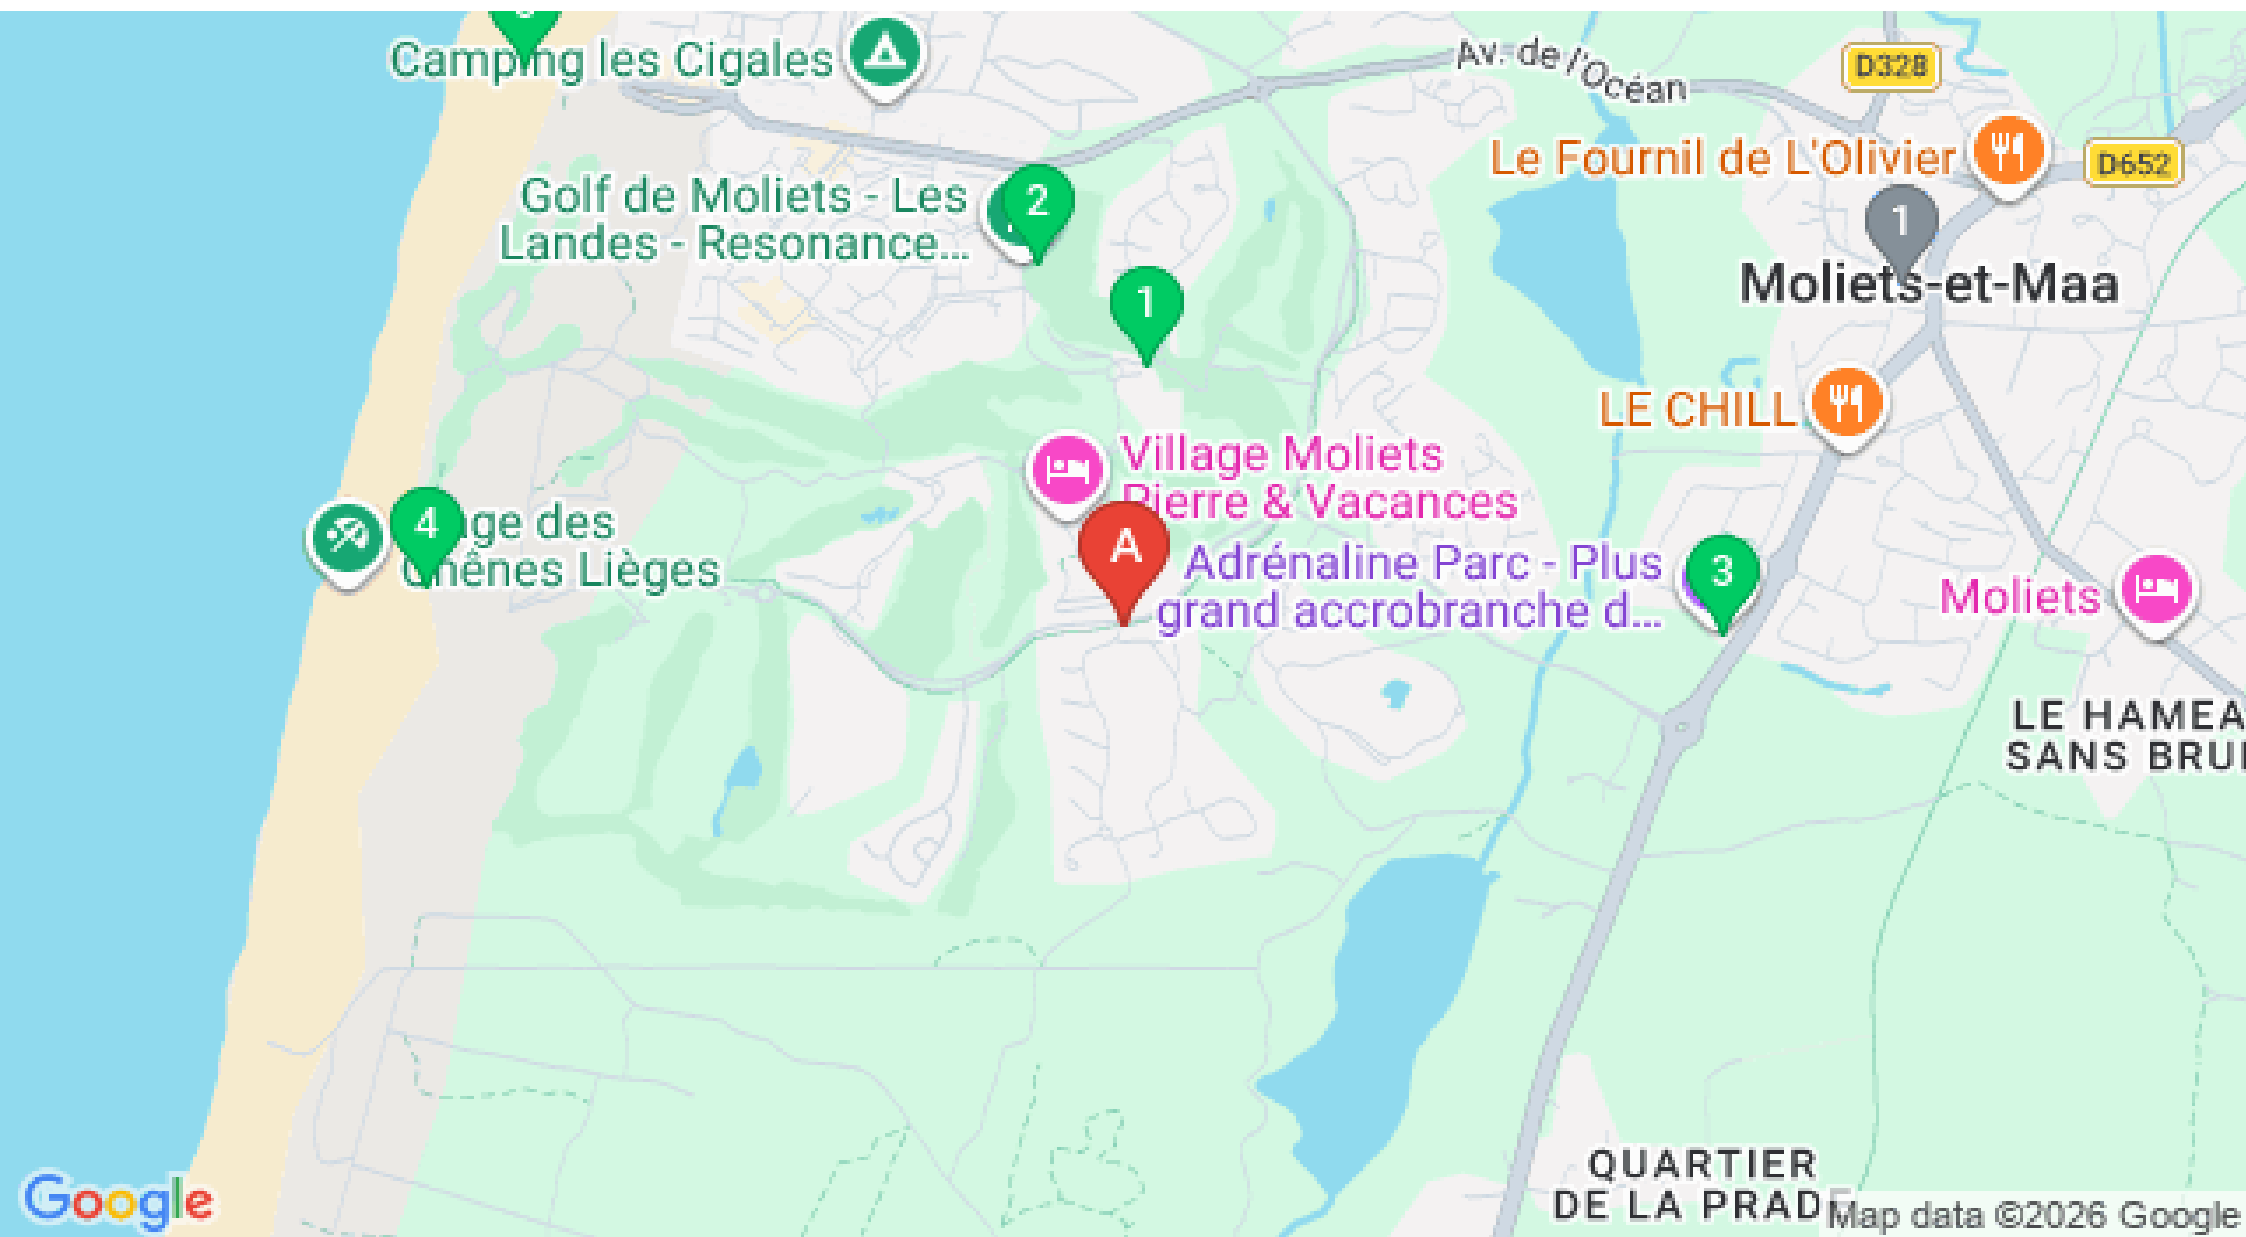 Camping les Cigales
Av. de l'Océan
D328
Le Fournil de L'Olivier
D652
Golf de Moliets - Les
Landes - Resonance...
2
1
1
Moliets-et-Maa
LE CHILL
Village Moliets
Pierre & Vacances
A
4
des
Chênes Lièges
Adrénaline Parc - Plus
grand accrobranche d...
3
Moliets
LE HAMEA
SANS BRUI
QUARTIER
DE LA PRADE
Google
Map data ©2026 Google